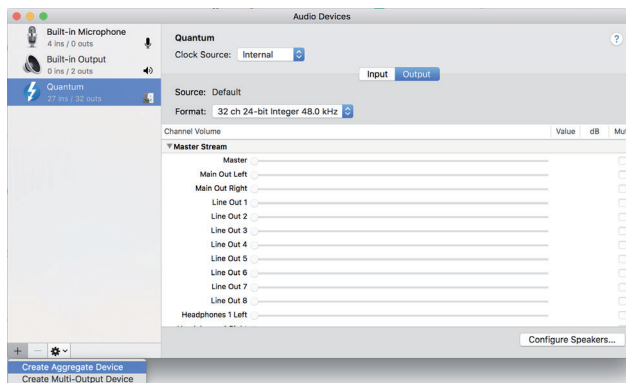 Audio Devices
Built-in Microphone
4 ins / 0 outs
Built-in Output
0 ins / 2 outs
Quantum
27 ins / 32 outs
Quantum
?
Clock Source: Internal
Input Output
Source: Default
Format: 32 ch 24-bit Integer 48.0 kHz
Channel Volume Value dB Mu
Master Stream
Master
Main Out Left
Main Out Right
Line Out 1
Line Out 2
Line Out 3
Line Out 4
Line Out 5
Line Out 6
Line Out 7
Line Out 8
Headphones 1 Left
Configure Speakers...
Create Aggregate Device
Create Multi-Output Device